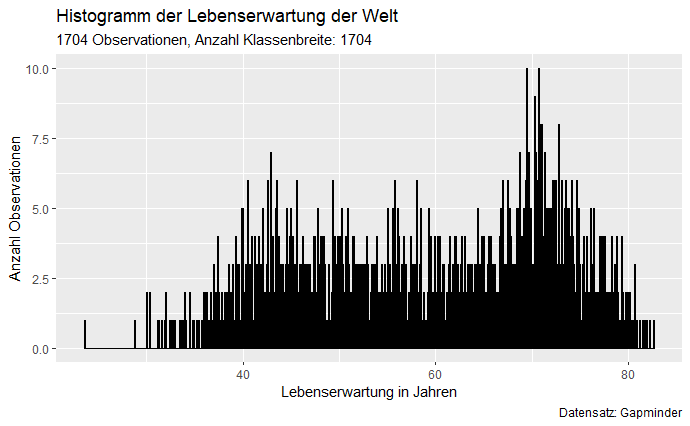 Histogramm der Lebenserwartung der Welt
1704 Observationen, Anzahl Klassenbreite: 1704
10.0
7.5
5.0
2.5
0.0
Anzahl Observationen
40
60
80
Lebenserwartung in Jahren
Datensatz: Gapminder